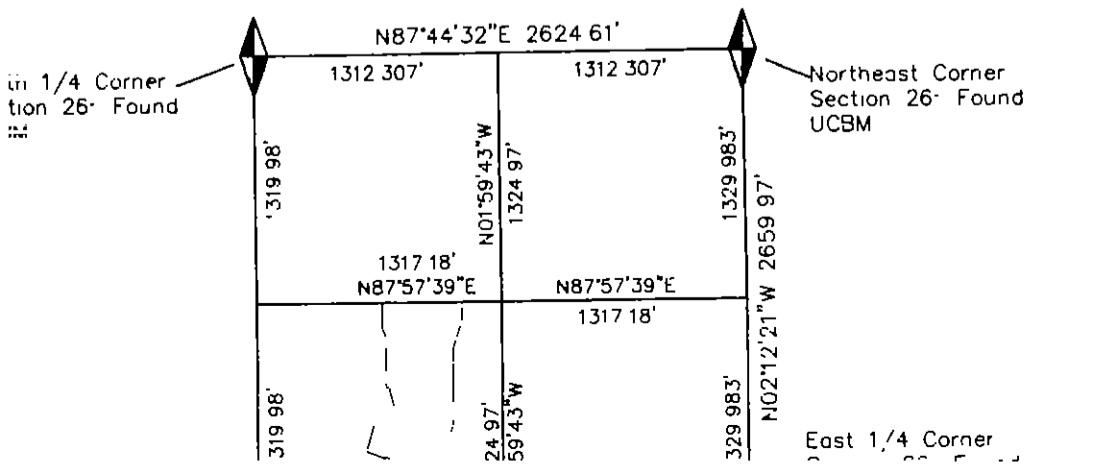 N87°44'32"E 2624 61'
1312 307'
1312 307'
1/4 Corner
tion 26- Found
Northeast Corner
Section 26- Found
UCBM
319 98'
N01°59'43"W
1324 97'
1329 983'
N02°12'21"W 2659 97'
1317 18'
N87°57'39"E
N87°57'39"E
1317 18'
319 98'
24 97'
59'43"W
329 983'
East 1/4 Corner